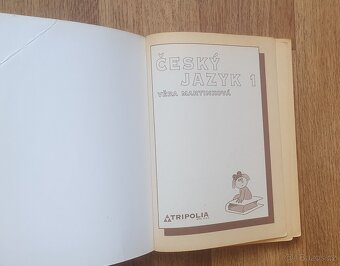 ČESKÝ
JAZYK 1
VĚRA MARTINKOVÁ
TRIPOLIA